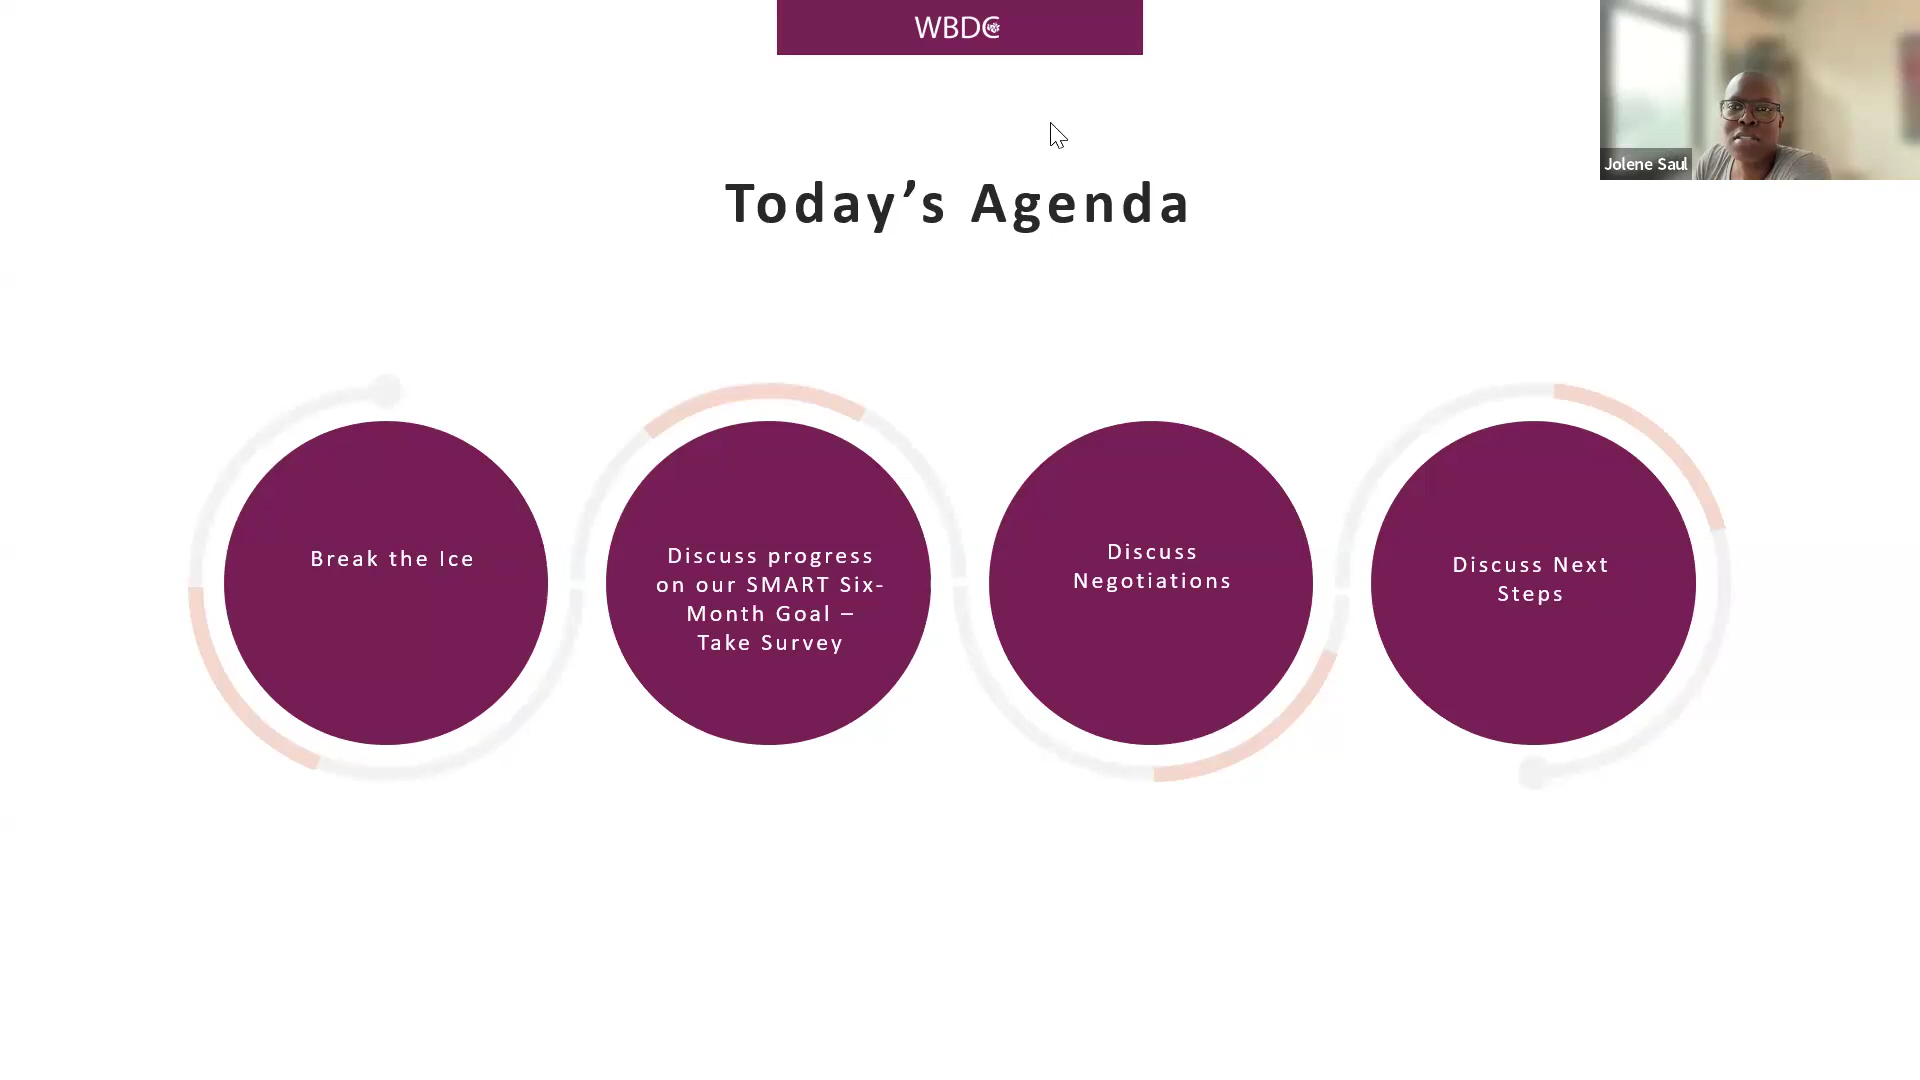 WBDC
Jolene Saul
Today’s Agenda
Break the Ice
Discuss progress
on our SMART Six-
Month Goal –
Take Survey
Discuss
Negotiations
Discuss Next
Steps